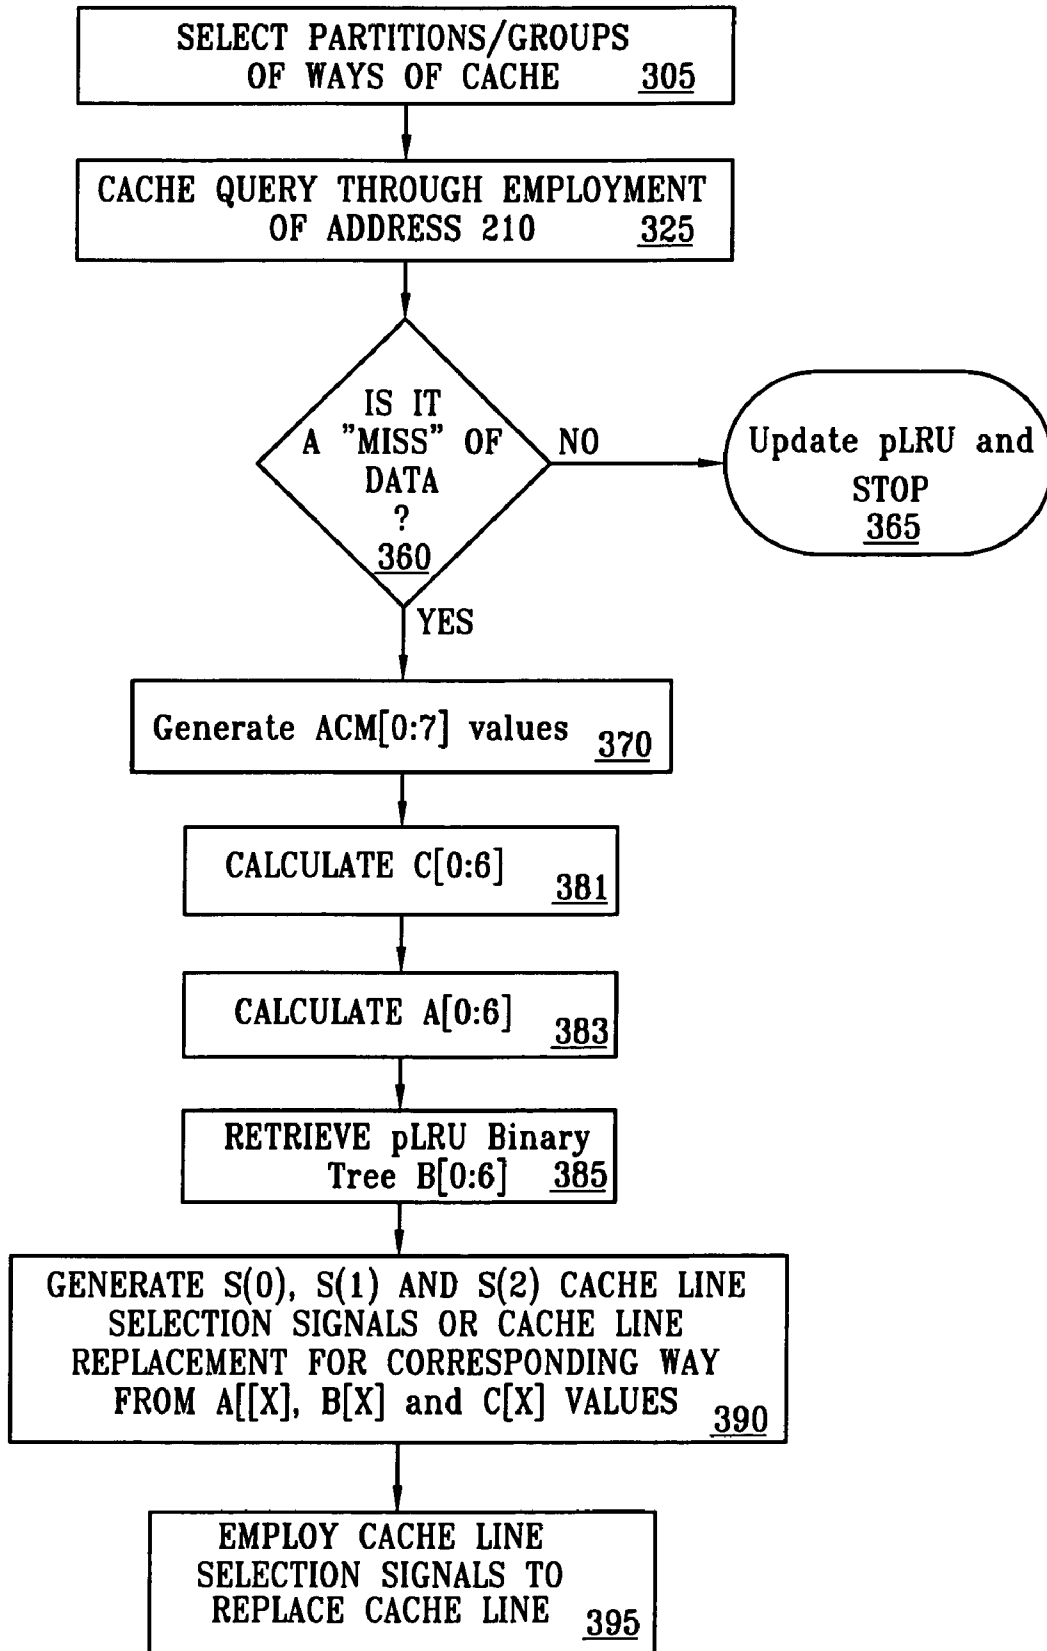 SELECT PARTITIONS/GROUPS
OF WAYS OF CACHE 305
CACHE QUERY THROUGH EMPLOYMENT
OF ADDRESS 210 325
IS IT
A "MISS" OF
DATA
?
360
NO
Update pLRU and
STOP
365
YES
Generate ACM[0:7] values 370
CALCULATE C[0:6] 381
CALCULATE A[0:6] 383
RETRIEVE pLRU Binary
Tree B[0:6] 385
GENERATE S(0), S(1) AND S(2) CACHE LINE
SELECTION SIGNALS OR CACHE LINE
REPLACEMENT FOR CORRESPONDING WAY
FROM A[[X], B[X] and C[X] VALUES 390
EMPLOY CACHE LINE
SELECTION SIGNALS TO
REPLACE CACHE LINE 395